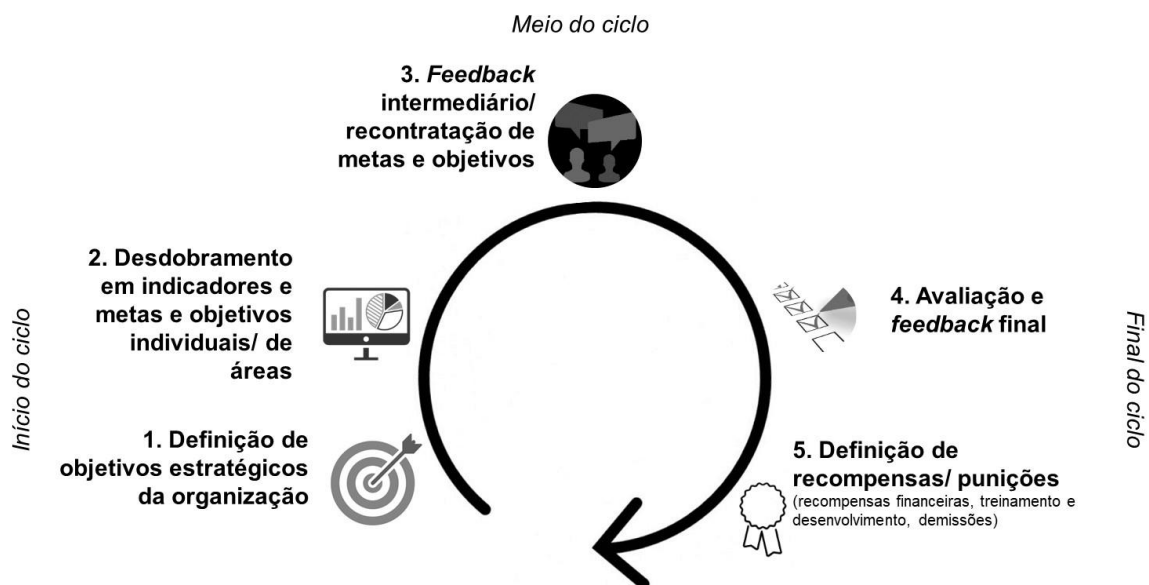 Meio do ciclo
3. Feedback
intermediário/
recontratação de
metas e objetivos
2. Desdobramento
em indicadores e
metas e objetivos
individuais/ de
áreas
1. Definição de
objetivos estratégicos
da organização
Início do ciclo
4. Avaliação e
feedback final
5. Definição de
recompensas/ punições
(recompensas financeiras, treinamento e
desenvolvimento, demissões)
Final do ciclo